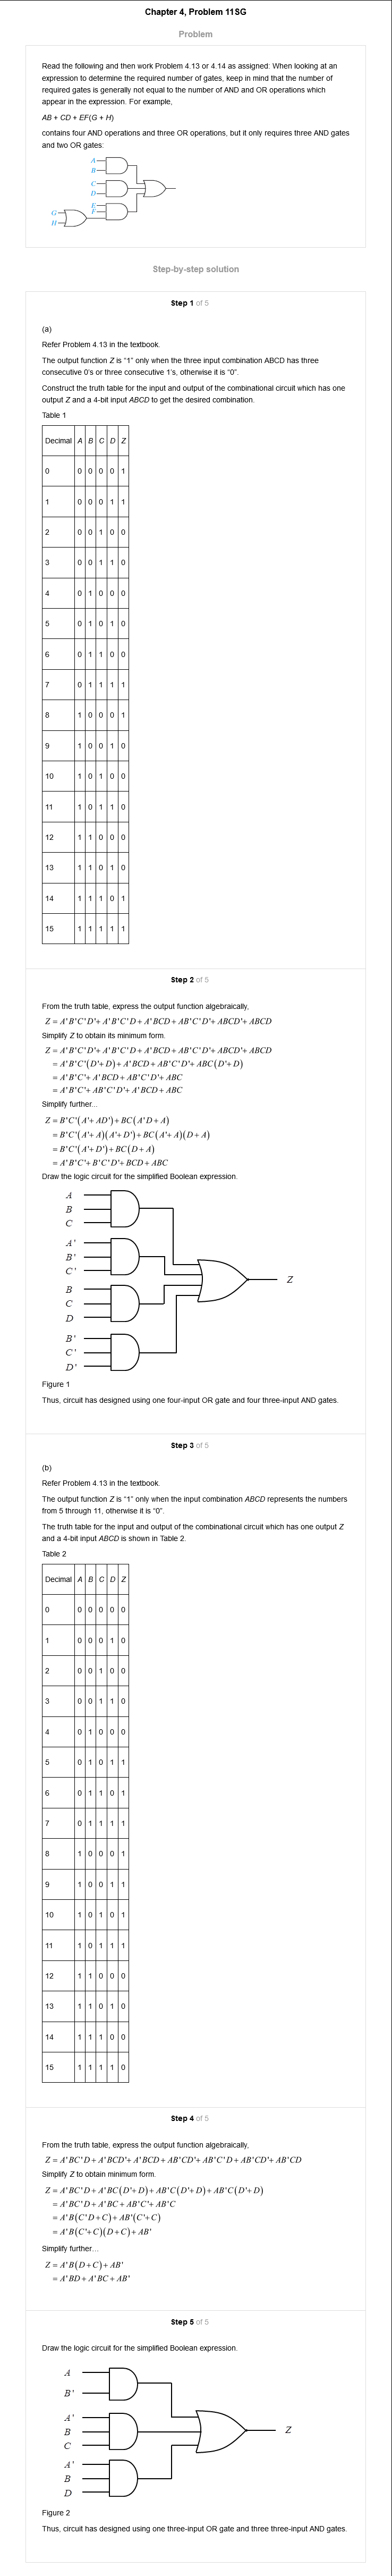 Chapter 4, Problem 11SG
Problem
Read the following and then work Problem 4.13 or 4.14 as assigned: When looking at an
expression to determine the required number of gates, keep in mind that the number of
required gates is generally not equal to the number of AND and OR operations which
appear in the expression. For example,
AB + CD + EF(G + H)
contains four AND operations and three OR operations, but it only requires three AND gates
and two OR gates:
A
B
C
D
E
F
G
H
Step-by-step solution
Step 1 of 5
(a)
Refer Problem 4.13 in the textbook.
The output function Z is “1” only when the three input combination ABCD has three
consecutive 0’s or three consecutive 1’s, otherwise it is “0”.
Construct the truth table for the input and output of the combinational circuit which has one
output Z and a 4-bit input ABCD to get the desired combination.
Table 1
Decimal A B C D Z
0 0 0 0 0 1
1 0 0 0 1 1
2 0 0 1 0 0
3 0 0 1 1 0
4 0 1 0 0 0
5 0 1 0 1 0
6 0 1 1 0 0
7 0 1 1 1 1
8 1 0 0 0 1
9 1 0 0 1 0
10 1 0 1 0 0
11 1 0 1 1 0
12 1 1 0 0 0
13 1 1 0 1 0
14 1 1 1 0 1
15 1 1 1 1 1
Step 2 of 5
From the truth table, express the output function algebraically,
Z = A'B'C'D'+ A'B'C'D + A'BCD + AB'C'D'+ ABCD'+ ABCD
Simplify Z to obtain its minimum form.
Z = A'B'C'D'+ A'B'C'D + A'BCD + AB'C'D'+ ABCD'+ ABCD
= A'B'C'(D'+ D) + A'BCD + AB'C'D'+ ABC(D'+ D)
= A'B'C'+ A'BCD + AB'C'D'+ ABC
= A'B'C'+ AB'C'D'+ A'BCD + ABC
Simplify further...
Z = B'C'(A'+ AD') + BC(A'D + A)
= B'C'(A'+ A)(A'+ D') + BC(A'+ A)(D + A)
= B'C'(A'+ D') + BC(D + A)
= A'B'C'+ B'C'D'+ BCD + ABC
Draw the logic circuit for the simplified Boolean expression.
A
B
C
A'
B'
C'
B
C
D
B'
C'
D'
Z
Figure 1
Thus, circuit has designed using one four-input OR gate and four three-input AND gates.
Step 3 of 5
(b)
Refer Problem 4.13 in the textbook.
The output function Z is “1” only when the input combination ABCD represents the numbers
from 5 through 11, otherwise it is “0”.
The truth table for the input and output of the combinational circuit which has one output Z
and a 4-bit input ABCD is shown in Table 2.
Table 2
Decimal A B C D Z
0 0 0 0 0 0
1 0 0 0 1 0
2 0 0 1 0 0
3 0 0 1 1 0
4 0 1 0 0 0
5 0 1 0 1 1
6 0 1 1 0 1
7 0 1 1 1 1
8 1 0 0 0 1
9 1 0 0 1 1
10 1 0 1 0 1
11 1 0 1 1 1
12 1 1 0 0 0
13 1 1 0 1 0
14 1 1 1 0 0
15 1 1 1 1 0
Step 4 of 5
From the truth table, express the output function algebraically,
Z = A'BC'D + A'BCD'+ A'BCD + AB'CD'+ AB'C'D + AB'CD'+ AB'CD
Simplify Z to obtain minimum form.
Z = A'BC'D + A'BC(D'+ D) + AB'C(D'+ D) + AB'C(D'+ D)
= A'BC'D + A'BC + AB'C'+ AB'C
= A'B(C'D + C) + AB'(C'+ C)
= A'B(C'+ C)(D + C) + AB'
Simplify further…
Z = A'B(D + C) + AB'
= A'BD + A'BC + AB'
Step 5 of 5
Draw the logic circuit for the simplified Boolean expression.
A
B'
A'
B
C
A'
B
D
Z
Figure 2
Thus, circuit has designed using one three-input OR gate and three three-input AND gates.